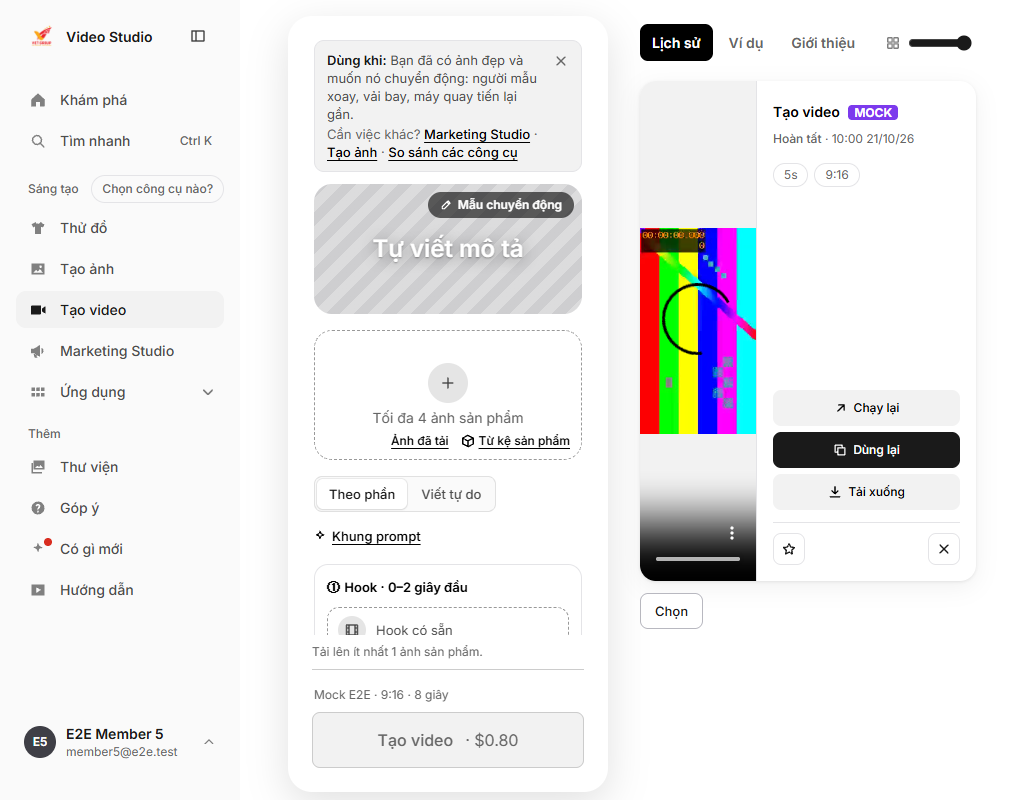 Video Studio
Khám phá
Tìm nhanh Ctrl K
Sáng tạo Chọn công cụ nào?
Thử đồ
Tạo ảnh
Tạo video
Marketing Studio
Ứng dụng
Thêm
Thư viện
Góp ý
Có gì mới
Hướng dẫn
E5 E2E Member 5
member5@e2e.test
Dùng khi: Bạn đã có ảnh đẹp và
muốn nó chuyển động: người mẫu
xoay, vải bay, máy quay tiến lại
gần.
Cần việc khác? Marketing Studio ·
Tạo ảnh · So sánh các công cụ
Mẫu chuyển động
Tự viết mô tả
Tối đa 4 ảnh sản phẩm
Ảnh đã tải Từ kệ sản phẩm
Theo phần Viết tự do
Khung prompt
Hook · 0–2 giây đầu
Hook có sẵn
Tải lên ít nhất 1 ảnh sản phẩm.
Mock E2E · 9:16 · 8 giây
Tạo video · $0.80
Lịch sử Ví dụ Giới thiệu
00:00:00.000
0
Tạo video MOCK
Hoàn tất · 10:00 21/10/26
5s 9:16
Chạy lại
Dùng lại
Tải xuống
Chọn